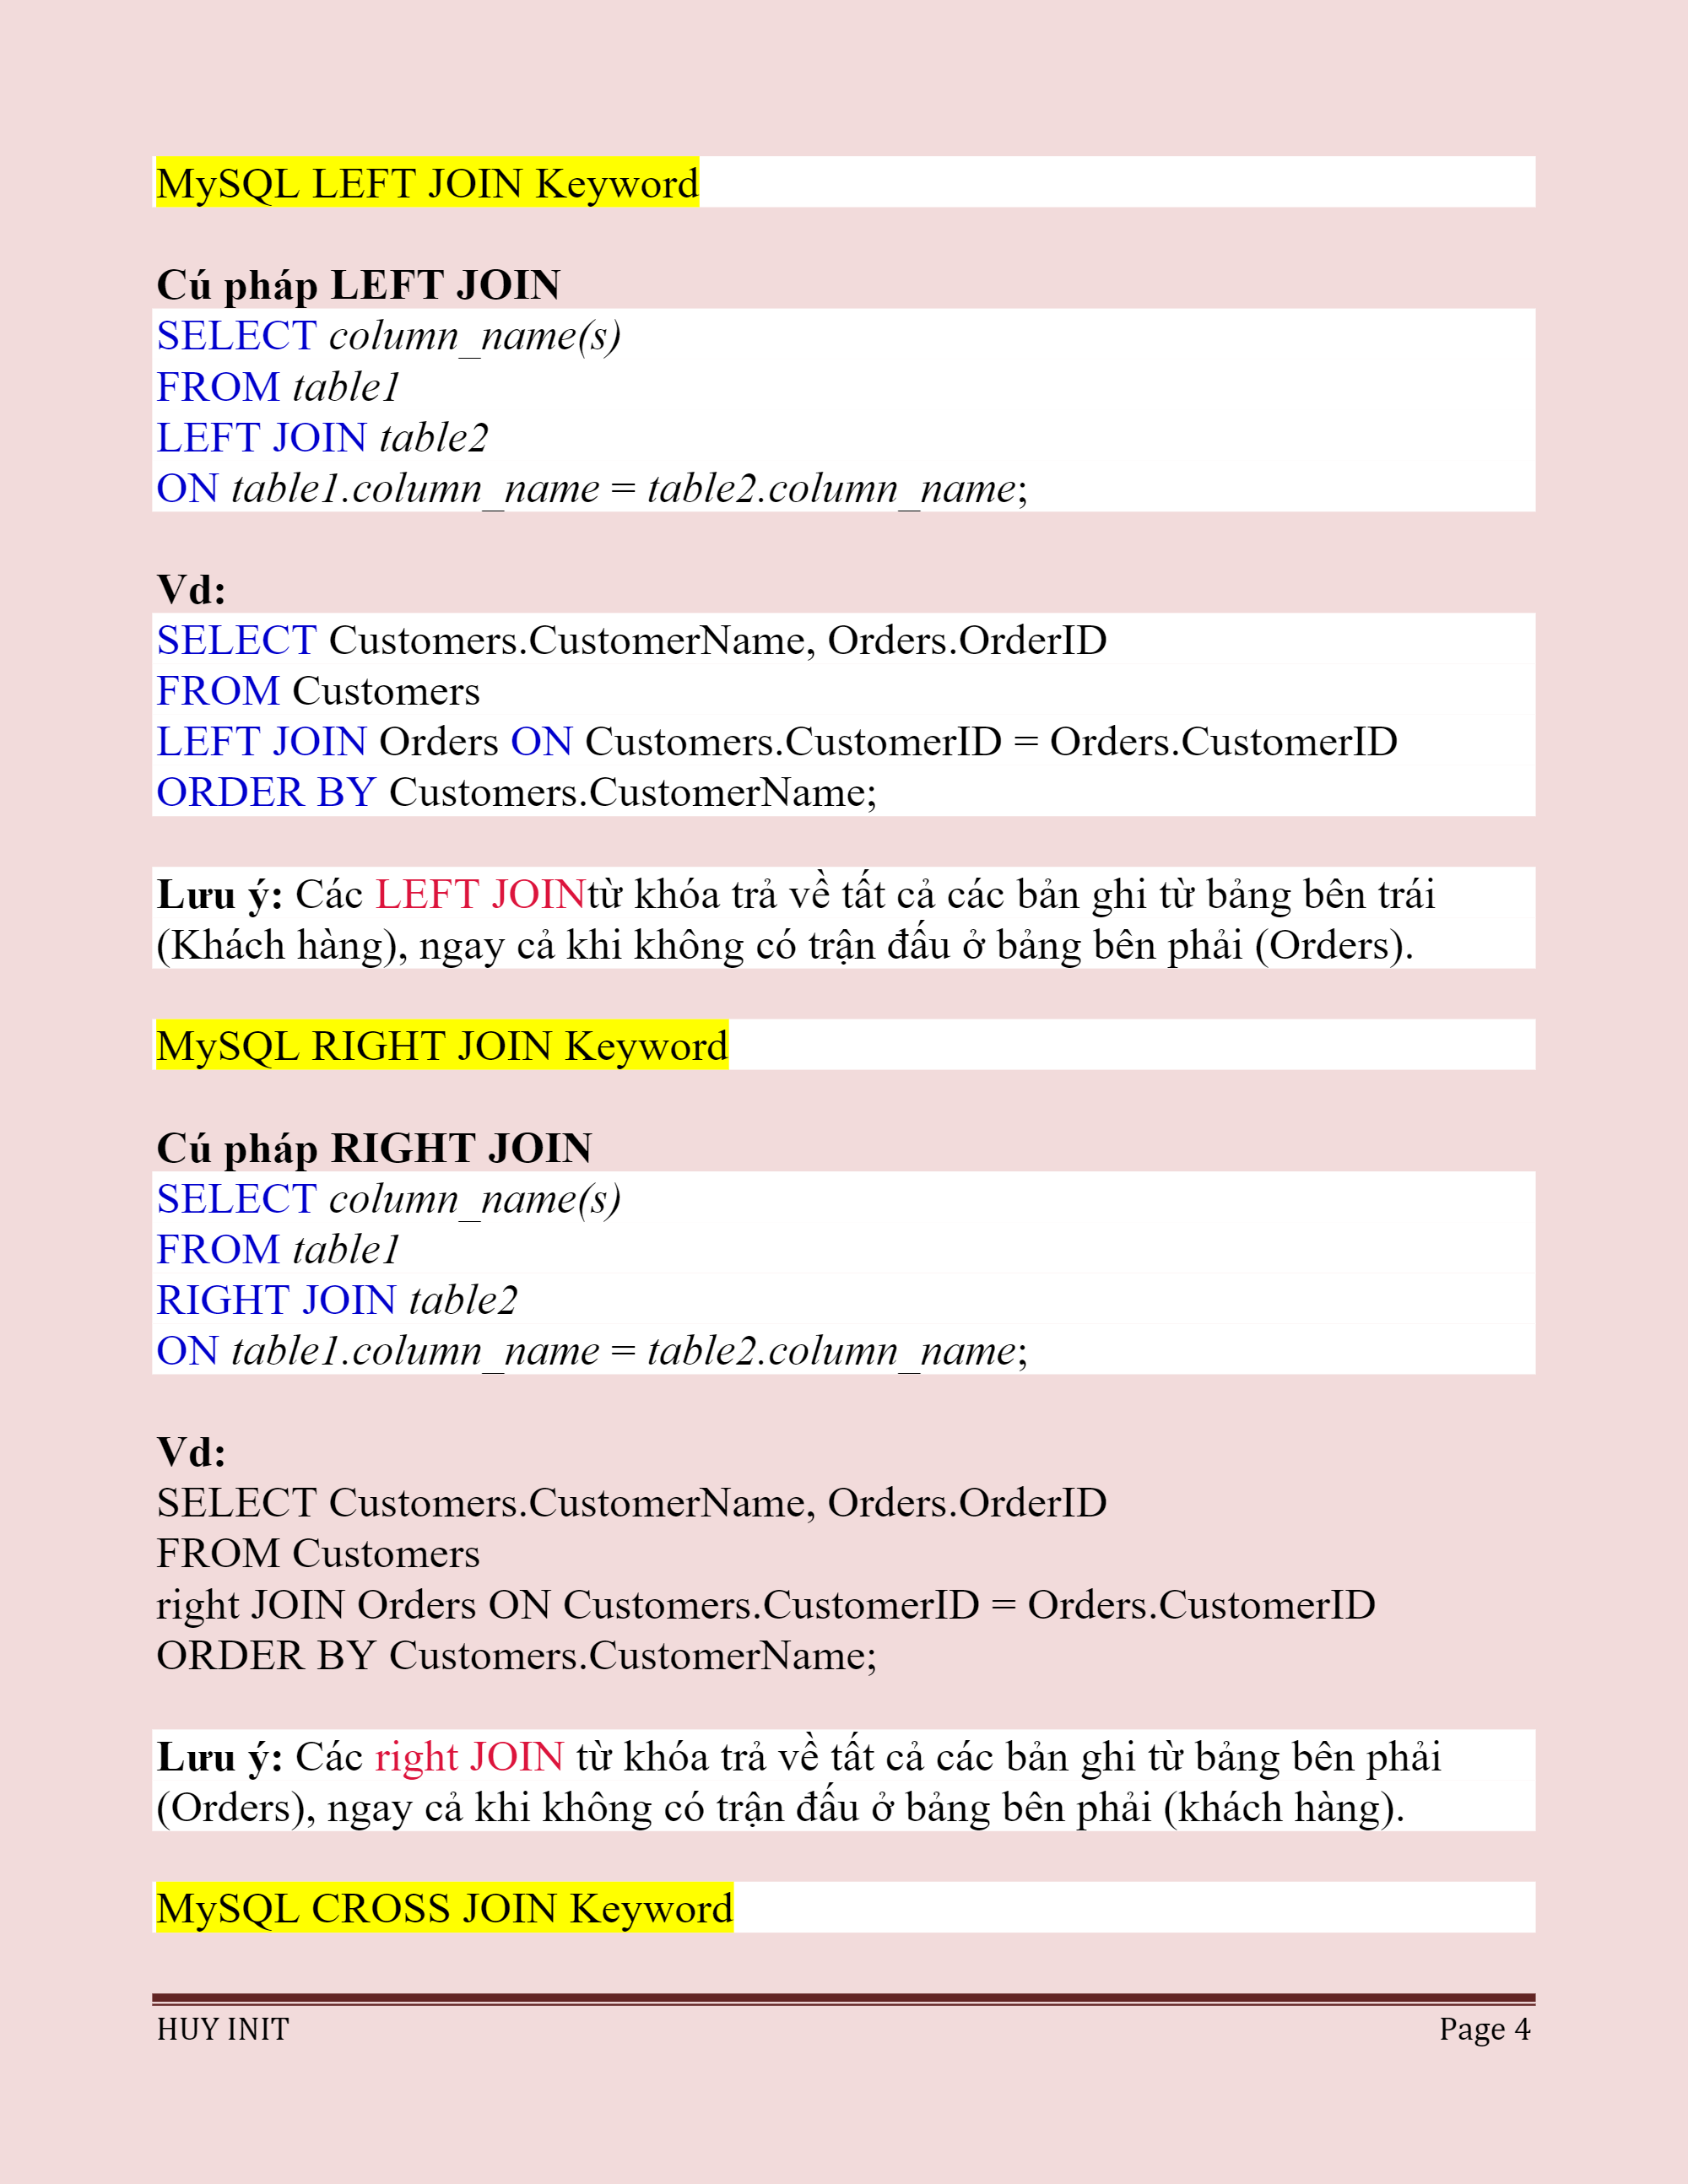 MySQL LEFT JOIN Keyword
Cú pháp LEFT JOIN
SELECT column_name(s)
FROM table1
LEFT JOIN table2
ON table1.column_name = table2.column_name;
Vd:
SELECT Customers.CustomerName, Orders.OrderID
FROM Customers
LEFT JOIN Orders ON Customers.CustomerID = Orders.CustomerID
ORDER BY Customers.CustomerName;
Lưu ý: Các LEFT JOINtừ khóa trả về tất cả các bản ghi từ bảng bên trái
(Khách hàng), ngay cả khi không có trận đấu ở bảng bên phải (Orders).
MySQL RIGHT JOIN Keyword
Cú pháp RIGHT JOIN
SELECT column_name(s)
FROM table1
RIGHT JOIN table2
ON table1.column_name = table2.column_name;
Vd:
SELECT Customers.CustomerName, Orders.OrderID
FROM Customers
right JOIN Orders ON Customers.CustomerID = Orders.CustomerID
ORDER BY Customers.CustomerName;
Lưu ý: Các right JOIN từ khóa trả về tất cả các bản ghi từ bảng bên phải
(Orders), ngay cả khi không có trận đấu ở bảng bên phải (khách hàng).
MySQL CROSS JOIN Keyword
HUY INIT Page 4